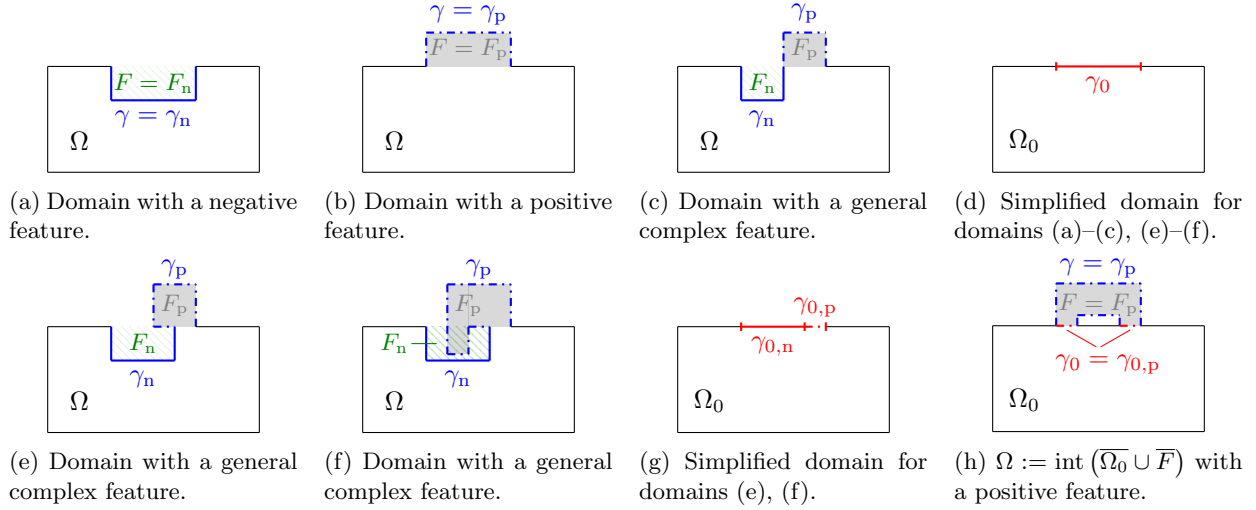 γ = γₚ
F = Fₚ
F = Fₙ
γ = γₙ
Ω
Ω
γₚ
Fₚ
Fₙ
γₙ
Ω
γ₀
Ω₀
(a) Domain with a negative
feature.
(b) Domain with a positive
feature.
(c) Domain with a general
complex feature.
(d) Simplified domain for
domains (a)–(c), (e)–(f).
γₚ
Fₚ
Fₙ
γₙ
Ω
γₚ
Fₚ
Fₙ
γₙ
Ω
γ₀,ₚ
γ₀,ₙ
Ω₀
γ = γₚ
F = Fₚ
γ₀ = γ₀,ₚ
Ω₀
(e) Domain with a general
complex feature.
(f) Domain with a general
complex feature.
(g) Simplified domain for
domains (e), (f).
(h) Ω := int (Ω̅₀ ∪ F̅) with
a positive feature.